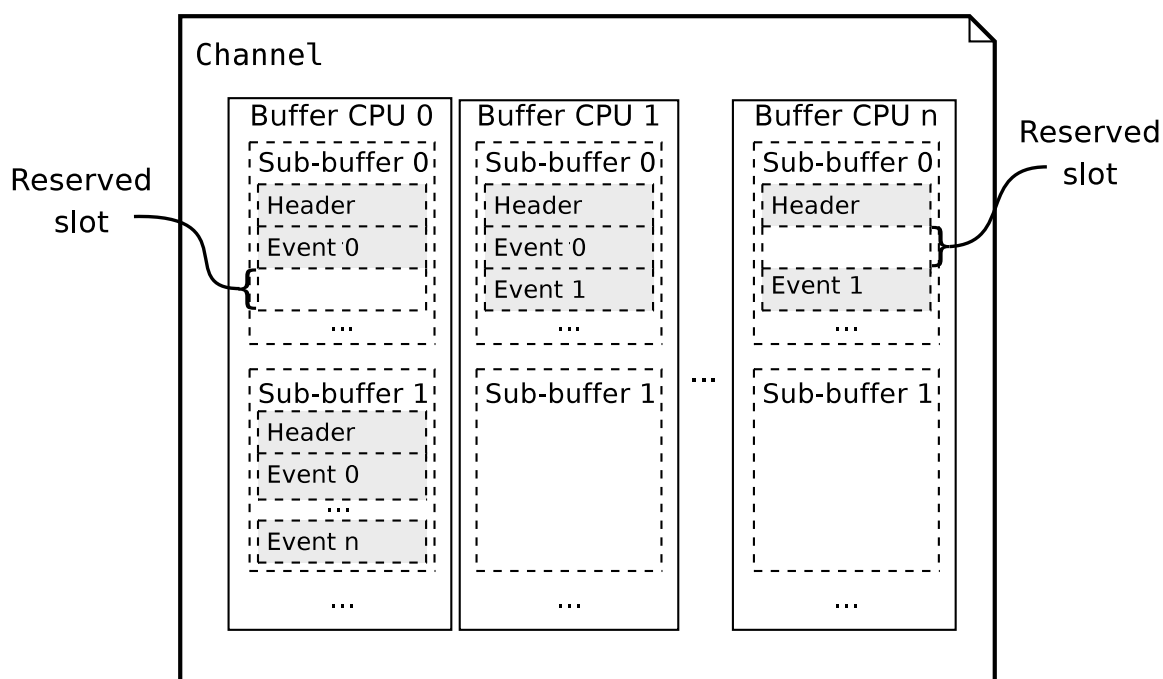 Channel
Reserved
slot
Buffer CPU 0
Sub-buffer 0
Header
Event 0
...
Sub-buffer 1
Header
Event 0
...
Event n
...
Buffer CPU 1
Sub-buffer 0
Header
Event 0
Event 1
...
Sub-buffer 1
...
...
Buffer CPU n
Sub-buffer 0
Header
Event 1
...
Sub-buffer 1
...
Reserved
slot